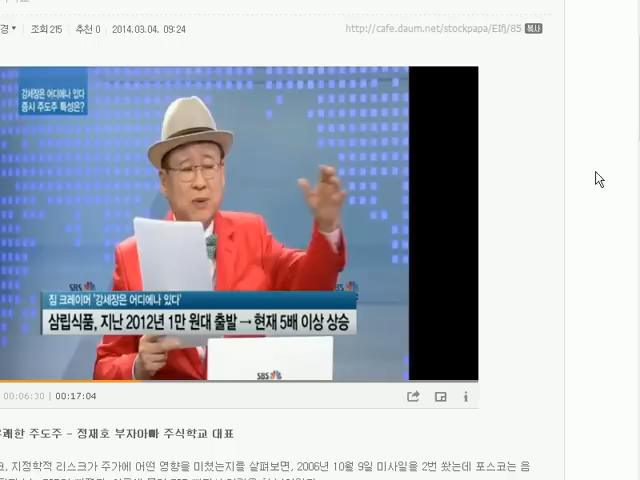 경▼ | 조회 215 | 추천 0 | 2014.03.04. 09:24
http://cafe.daum.net/stockpapa/EIfj/85 복사
강세장은 어디에나 있다
증시 주도주 특성은?
짐 크레이머 '강세장은 어디에나 있다'
삼립식품, 지난 2012년 1만 원대 출발 → 현재 5배 이상 상승
SBS
00:06:30 | 00:17:04
쾌한 주도주 - 정재호 부자아빠 주식학교 대표
크, 지정학적 리스크가 주가에 어떤 영향을 미쳤는지를 살펴보면, 2006년 10월 9일 미사일을 2번 쐈는데 포스코는 음